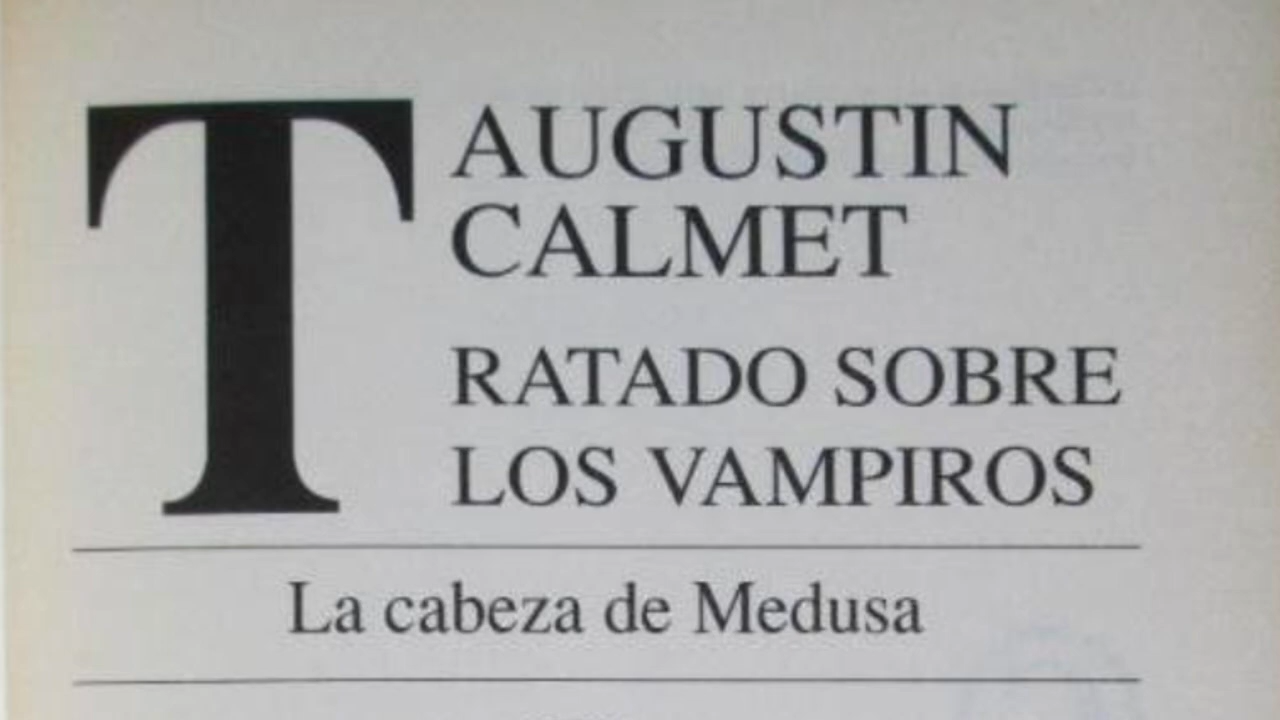 AUGUSTIN
CALMET
TRATADO SOBRE
LOS VAMPIROS
La cabeza de Medusa